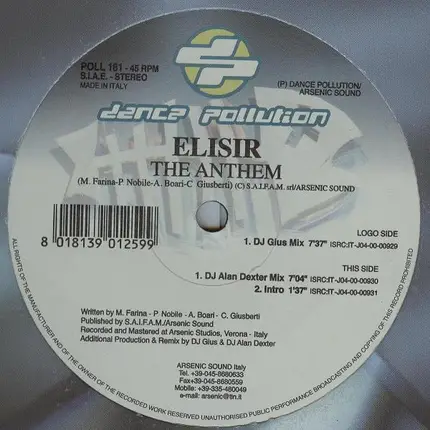 POLL 161 - 45 RPM
S.I.A.E. - STEREO
MADE IN ITALY
(P) DANCE POLLUTION/
ARSENIC SOUND
dance pollution
ELISIR
THE ANTHEM
(M. Farina-P Nobile-A. Boari-C Giusberti) (C) S.A.I.F.A.M. srl/ARSENIC SOUND
8 018139 012599
LOGO SIDE
1. DJ Gius Mix 7'37" ISRC:IT-J04-00-00929
THIS SIDE
1. DJ Alan Dexter Mix 7'04" ISRC:IT-J04-00-00930
2. Intro 1'37" ISRC:IT-J04-00-00931
Written by M. Farina - P Nobile - A. Boari - C. Giusberti
Published by S.A.I.F.A.M./Arsenic Sound
Recorded and Mastered at Arsenic Studios, Verona - Italy
Additional Production & Remix by DJ Gius & DJ Alan Dexter
ARSENIC SOUND Italy
Tel. +39-045-8680633
Fax+39-045-8680559
Mobile: +39-335-480049
e-mail: arsenic@tin.it
ALL RIGHTS OF THE MANUFACTURER AND OF THE OWNER OF THE RECORDED WORK RESERVED UNAUTHORISED PUBLIC PERFORMANCE BROADCASTING AND COPYING OF THIS RECORD PROHIBITED